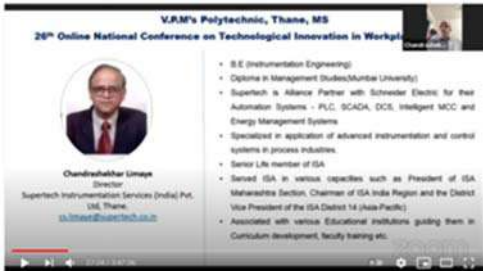 V.P.M's Polytechnic, Thane, MS
26th Online National Conference on Technological Innovation in Workplac
Chandrashekhar Limaye
Director
Supertech Instrumentation Services (India) Pvt.
Ltd, Thane.
cs.limaye@supertech.co.in
• B.E (Instrumentation Engineering)
• Diploma in Management Studies(Mumbai University)
• Supertech is Alliance Partner with Schneider Electric for their
Automation Systems - PLC, SCADA, DCS, Intelligent MCC and
Energy Management Systems
• Specialized in application of advanced instrumentation and control
systems in process industries.
• Senior Life member of ISA
• Served ISA in various capacities such as President of ISA
Maharashtra Section, Chairman of ISA India Region and the District
Vice President of the ISA District 14 (Asia-Pacific)
• Associated with various Educational institutions guiding them in
Curriculum development, faculty training etc.
zoom